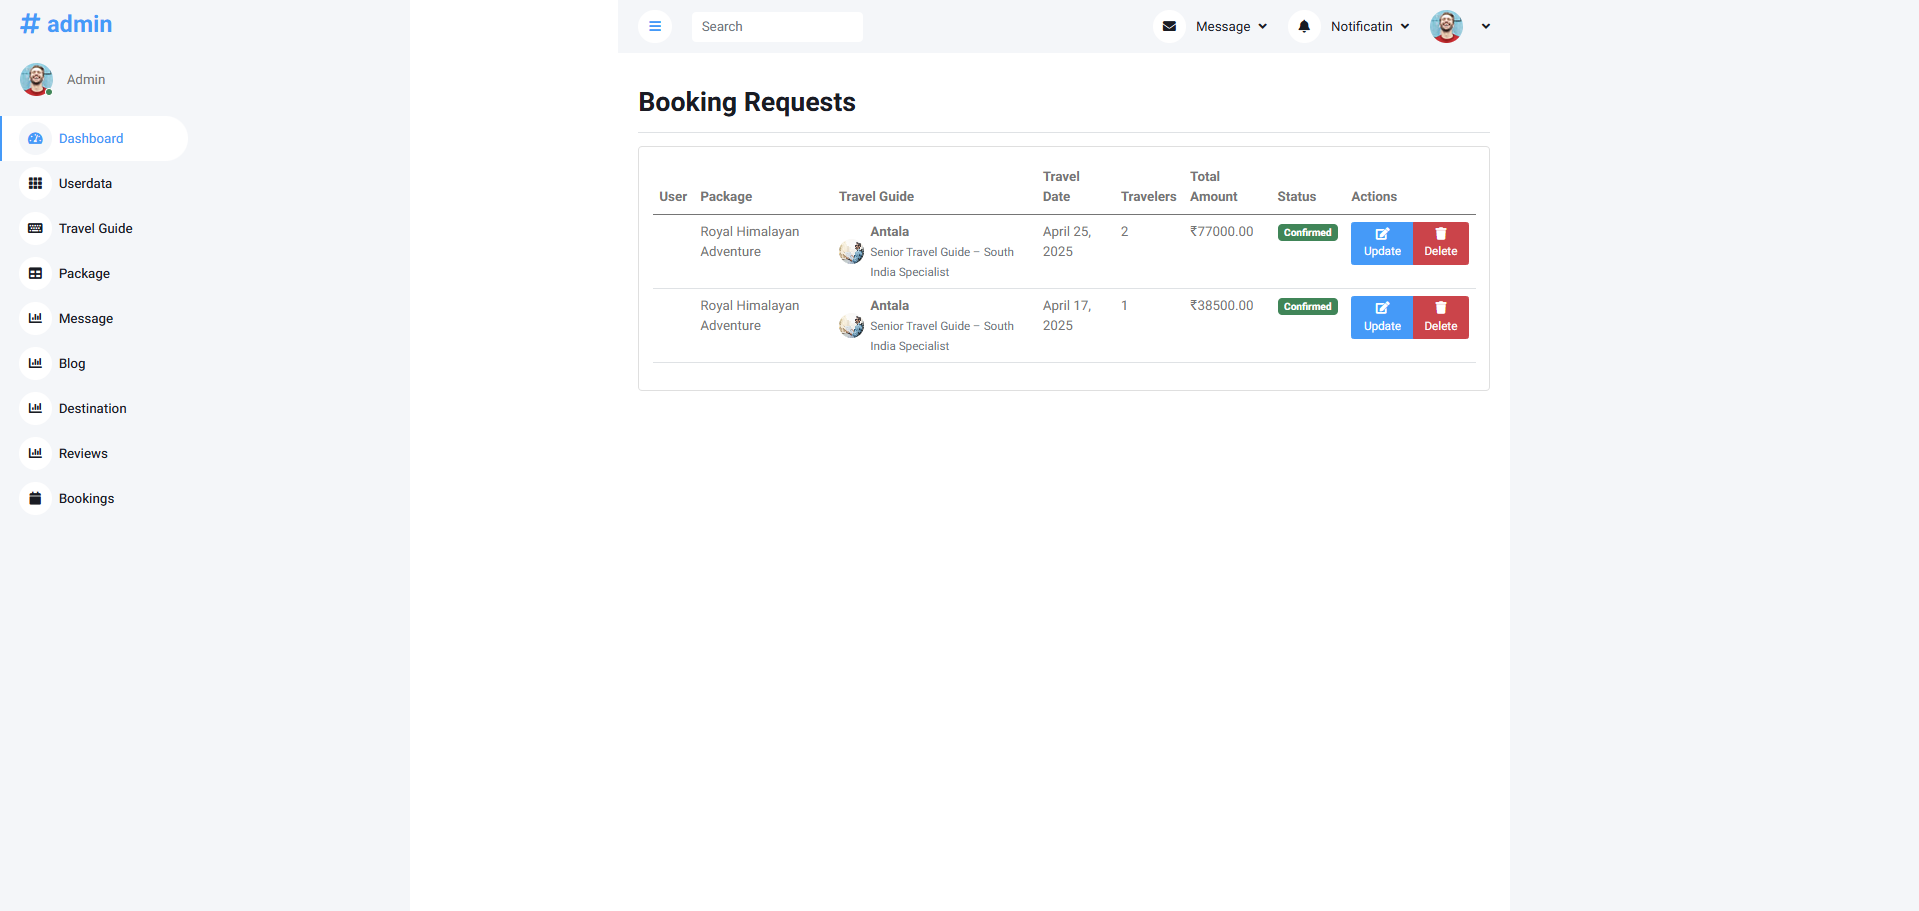 # admin
Admin
Dashboard
Userdata
Travel Guide
Package
Message
Blog
Destination
Reviews
Bookings
Search
Message
Notificatin
Booking Requests
User Package Travel Guide Travel Date Travelers Total Amount Status Actions
Royal Himalayan Adventure
Antala
Senior Travel Guide – South India Specialist
April 25, 2025
2
₹77000.00
Confirmed
Update
Delete
Royal Himalayan Adventure
Antala
Senior Travel Guide – South India Specialist
April 17, 2025
1
₹38500.00
Confirmed
Update
Delete